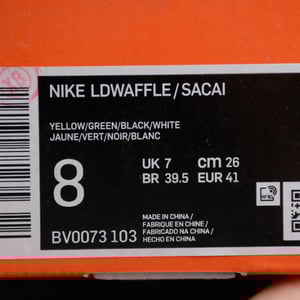 NIKE LDWAFFLE/SACAI
YELLOW/GREEN/BLACK/WHITE
JAUNE/VERT/NOIR/BLANC
8
UK 7 cm 26
BR 39.5 EUR 41
BV0073 103
MADE IN CHINA/
FABRIQUE EN CHINE/
FABRICADO NA CHINA/
HECHO EN CHINA